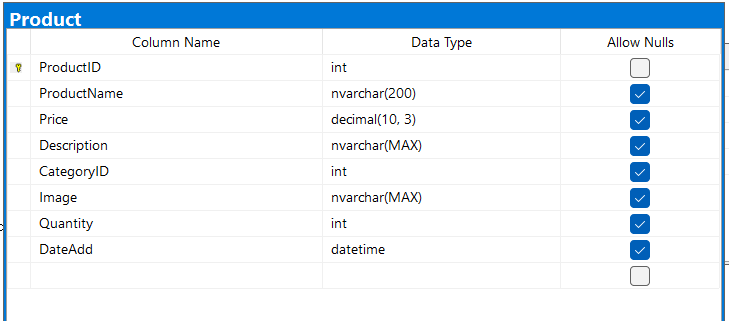 Product
Column Name Data Type Allow Nulls
ProductID int
ProductName nvarchar(200)
Price decimal(10, 3)
Description nvarchar(MAX)
CategoryID int
Image nvarchar(MAX)
Quantity int
DateAdd datetime